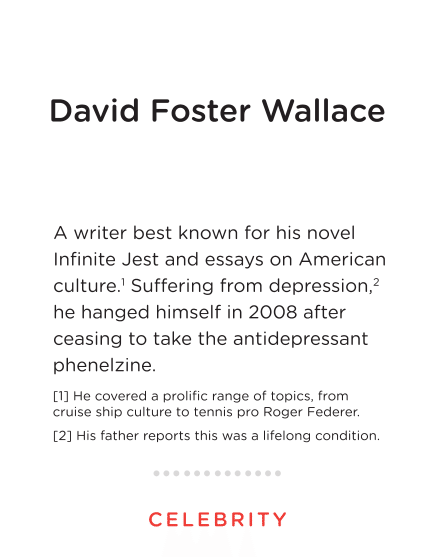 David Foster Wallace
A writer best known for his novel
Infinite Jest and essays on American
culture.¹ Suffering from depression,²
he hanged himself in 2008 after
ceasing to take the antidepressant
phenelzine.
[1] He covered a prolific range of topics, from
cruise ship culture to tennis pro Roger Federer.
[2] His father reports this was a lifelong condition.
CELEBRITY